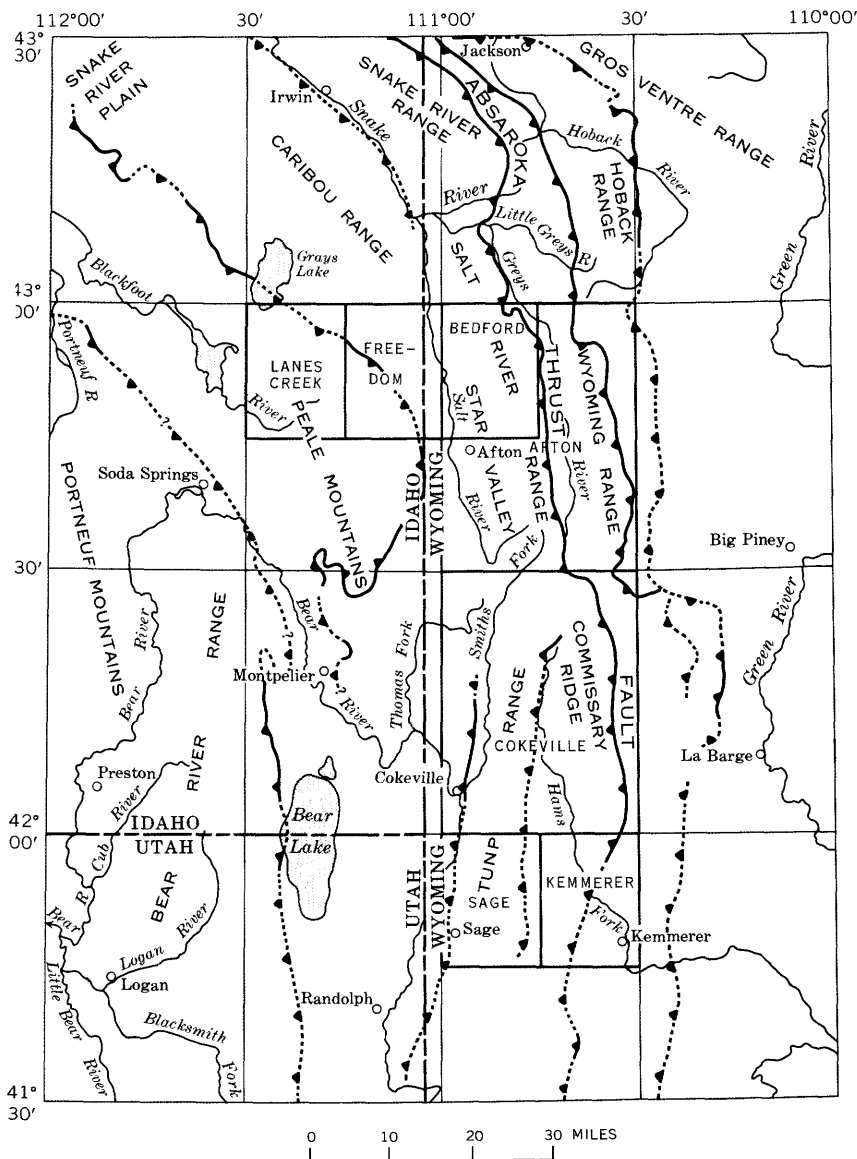 112°00′ 30′ 111°00′ 30′ 110°00′
43°
30′
SNAKE
RIVER
PLAIN
Jackson
GROS VENTRE RANGE
Irwin
Snake
River
SNAKE RIVER
RANGE
ABSAROKA
Hoback
River
HOBACK
RANGE
Green
River
CARIBOU RANGE
Little Greys R
Greys
SALT
Grays
Lake
Blackfoot
River
43°
00′
Portneuf R
LANES
CREEK
FREE-
DOM
BEDFORD
RIVER
THRUST
WYOMING RANGE
STAR
VALLEY
Salt
River
PEALE MOUNTAINS
Afton
AFTON
RANGE
River
IDAHO
WYOMING
Soda Springs
PORTNEUF MOUNTAINS
Big Piney
30′
Fork
Smiths
Bear
River
Thomas Fork
RANGE
Bear
River
Montpelier
RANGE
COMMISSARY
RIDGE
FAULT
Green River
COKEVILLE
La Barge
Cokeville
Hams
Fork
Preston
RIVER
Cub
River
Bear
Lake
42°
00′
IDAHO
UTAH
BEAR
UTAH
WYOMING
TUNP
SAGE
KEMMERER
Sage
Kemmerer
Bear
R
Logan
River
Logan
Randolph
Little
Bear
River
Blacksmith
Fork
41°
30′
0 10 20 30 MILES